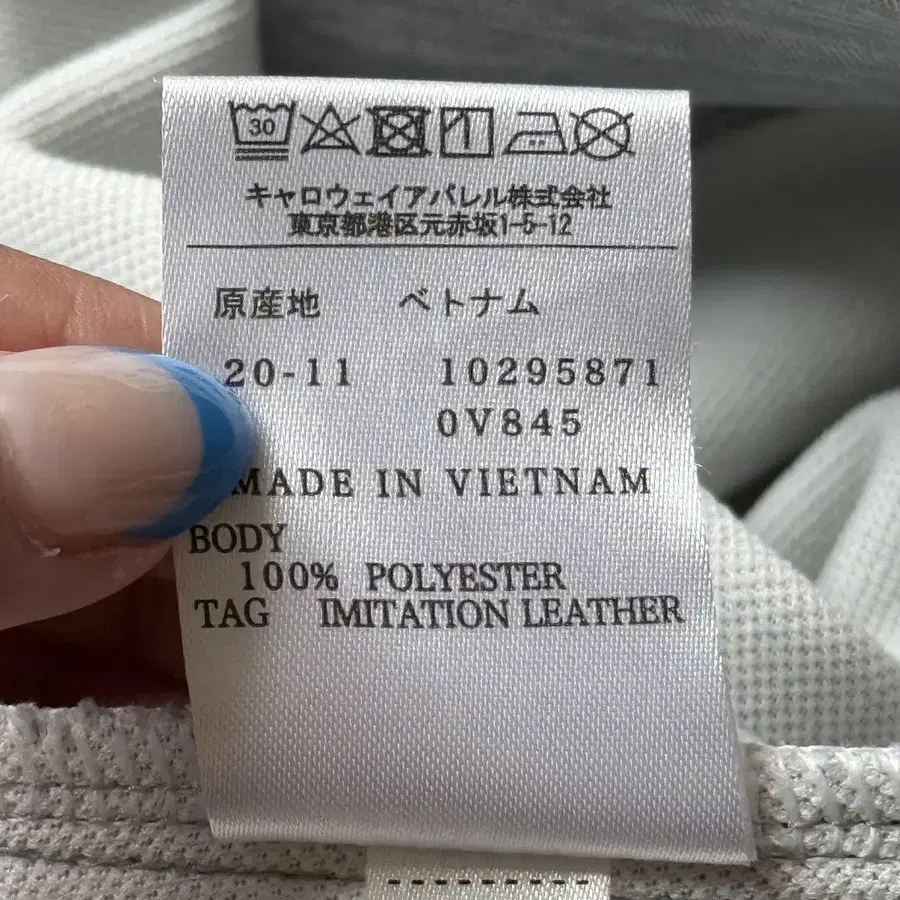 30
キャロウェイアパレル株式会社
東京都港区元赤坂1-5-12
原産地 ベトナム
20-11 10295871
0V845
MADE IN VIETNAM
BODY
100% POLYESTER
TAG IMITATION LEATHER